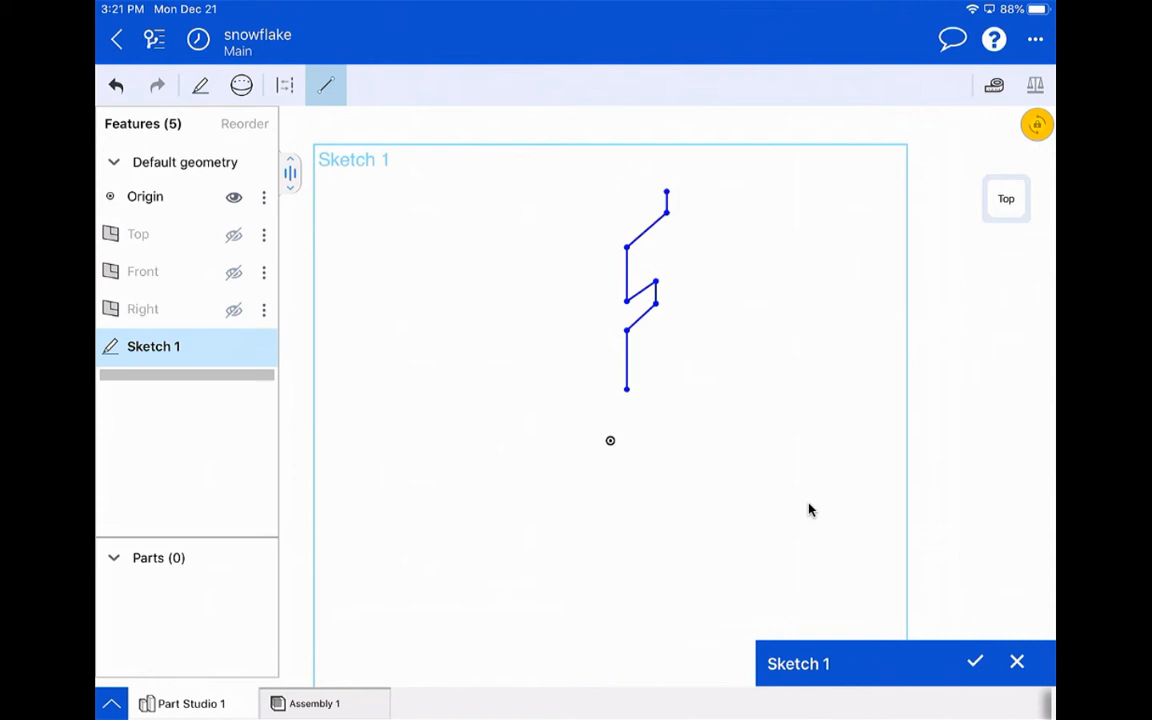 3:21 PM Mon Dec 21
88%
snowflake
Main
Features (5)
Reorder
Default geometry
Origin
Top
Front
Right
Sketch 1
Parts (0)
Sketch 1
Top
Sketch 1
Part Studio 1
Assembly 1